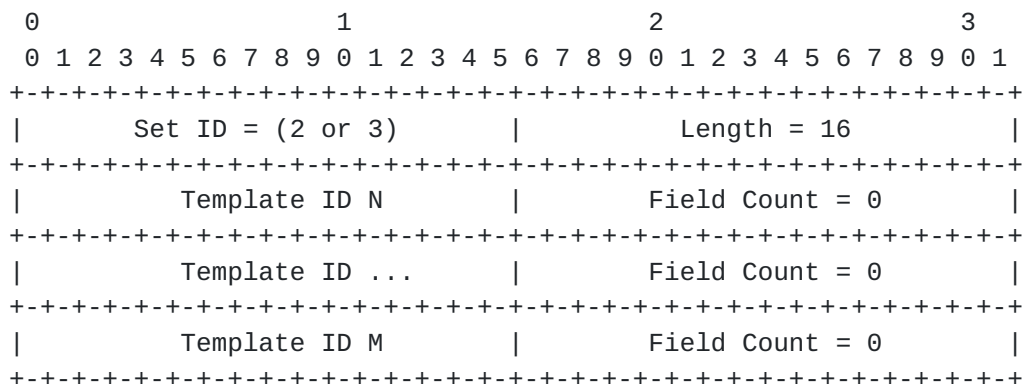 0                   1                   2                   3
 0 1 2 3 4 5 6 7 8 9 0 1 2 3 4 5 6 7 8 9 0 1 2 3 4 5 6 7 8 9 0 1
+-+-+-+-+-+-+-+-+-+-+-+-+-+-+-+-+-+-+-+-+-+-+-+-+-+-+-+-+-+-+-+-+
|       Set ID = (2 or 3)       |          Length = 16          |
+-+-+-+-+-+-+-+-+-+-+-+-+-+-+-+-+-+-+-+-+-+-+-+-+-+-+-+-+-+-+-+-+
|          Template ID N        |        Field Count = 0        |
+-+-+-+-+-+-+-+-+-+-+-+-+-+-+-+-+-+-+-+-+-+-+-+-+-+-+-+-+-+-+-+-+
|          Template ID ...      |        Field Count = 0        |
+-+-+-+-+-+-+-+-+-+-+-+-+-+-+-+-+-+-+-+-+-+-+-+-+-+-+-+-+-+-+-+-+
|          Template ID M        |        Field Count = 0        |
+-+-+-+-+-+-+-+-+-+-+-+-+-+-+-+-+-+-+-+-+-+-+-+-+-+-+-+-+-+-+-+-+